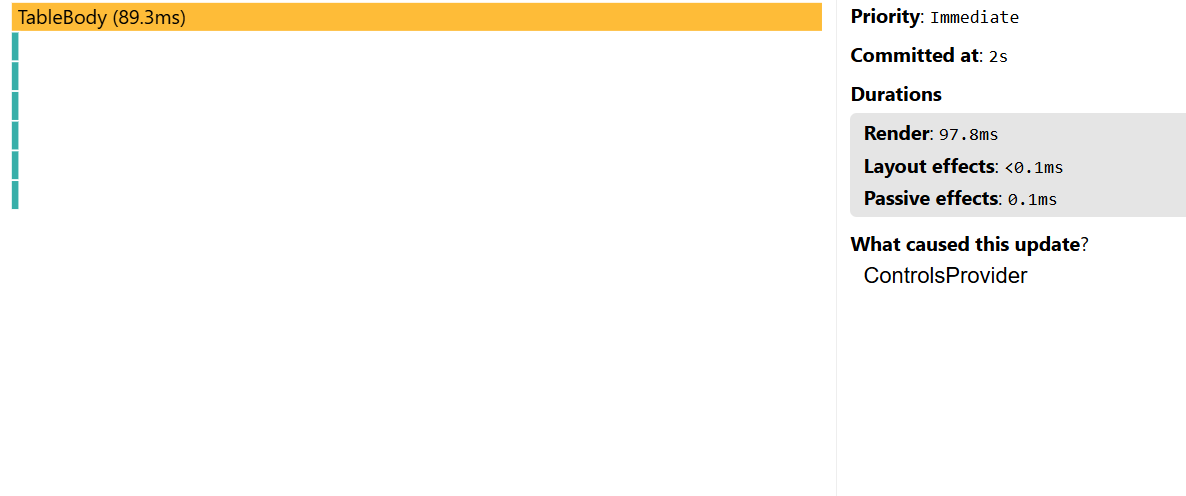 TableBody (89.3ms)
Priority: Immediate
Committed at: 2s
Durations
Render: 97.8ms
Layout effects: <0.1ms
Passive effects: 0.1ms
What caused this update?
ControlsProvider